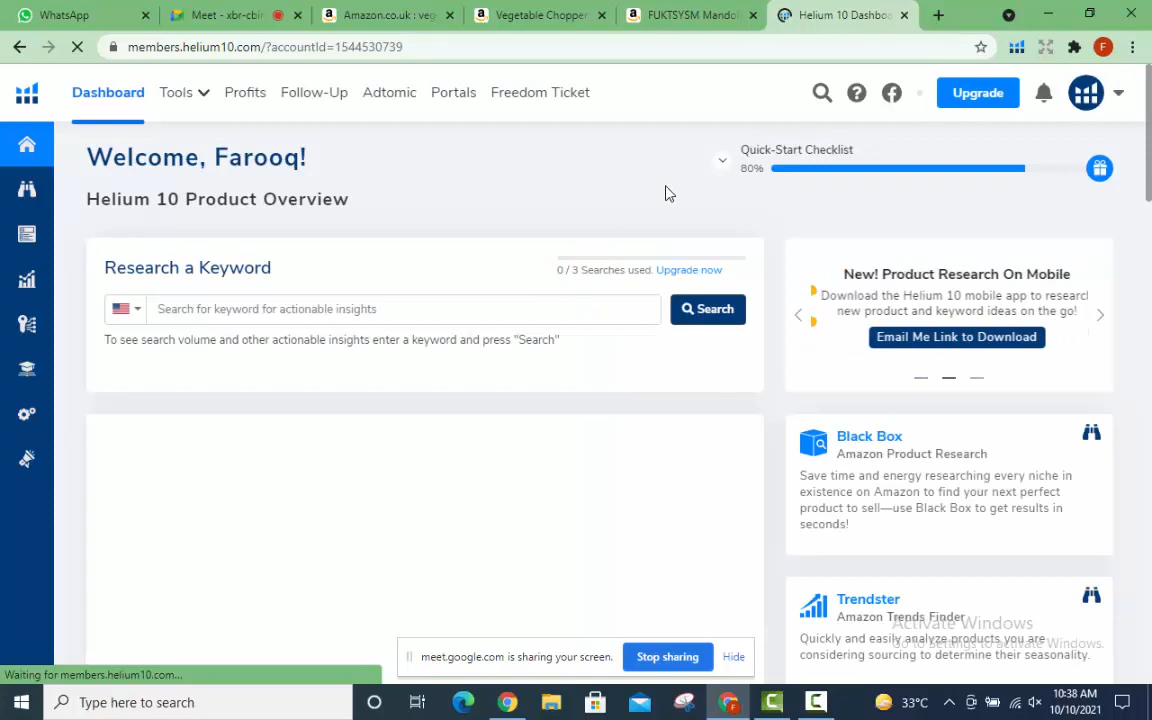 WhatsApp
Meet - xbr-cbir
Amazon.co.uk : veg
Vegetable Chopper
FUKTSYSM Mandol
Helium 10 Dashboa
members.helium10.com/?accountId=1544530739
F
Dashboard
Tools
Profits
Follow-Up
Adtomic
Portals
Freedom Ticket
Upgrade
Welcome, Farooq!
Quick-Start Checklist
80%
Helium 10 Product Overview
Research a Keyword
0 / 3 Searches used. Upgrade now
Search for keyword for actionable insights
Search
To see search volume and other actionable insights enter a keyword and press "Search"
New! Product Research On Mobile
Download the Helium 10 mobile app to research
new product and keyword ideas on the go!
Email Me Link to Download
Black Box
Amazon Product Research
Save time and energy researching every niche in
existence on Amazon to find your next perfect
product to sell—use Black Box to get results in
seconds!
Trendster
Amazon Trends Finder
Quickly and easily analyze products you are
considering sourcing to determine their seasonality.
Activate Windows
Go to Settings to activate Windows.
meet.google.com is sharing your screen.
Stop sharing
Hide
Waiting for members.helium10.com...
Type here to search
33°C
10:38 AM
10/10/2021